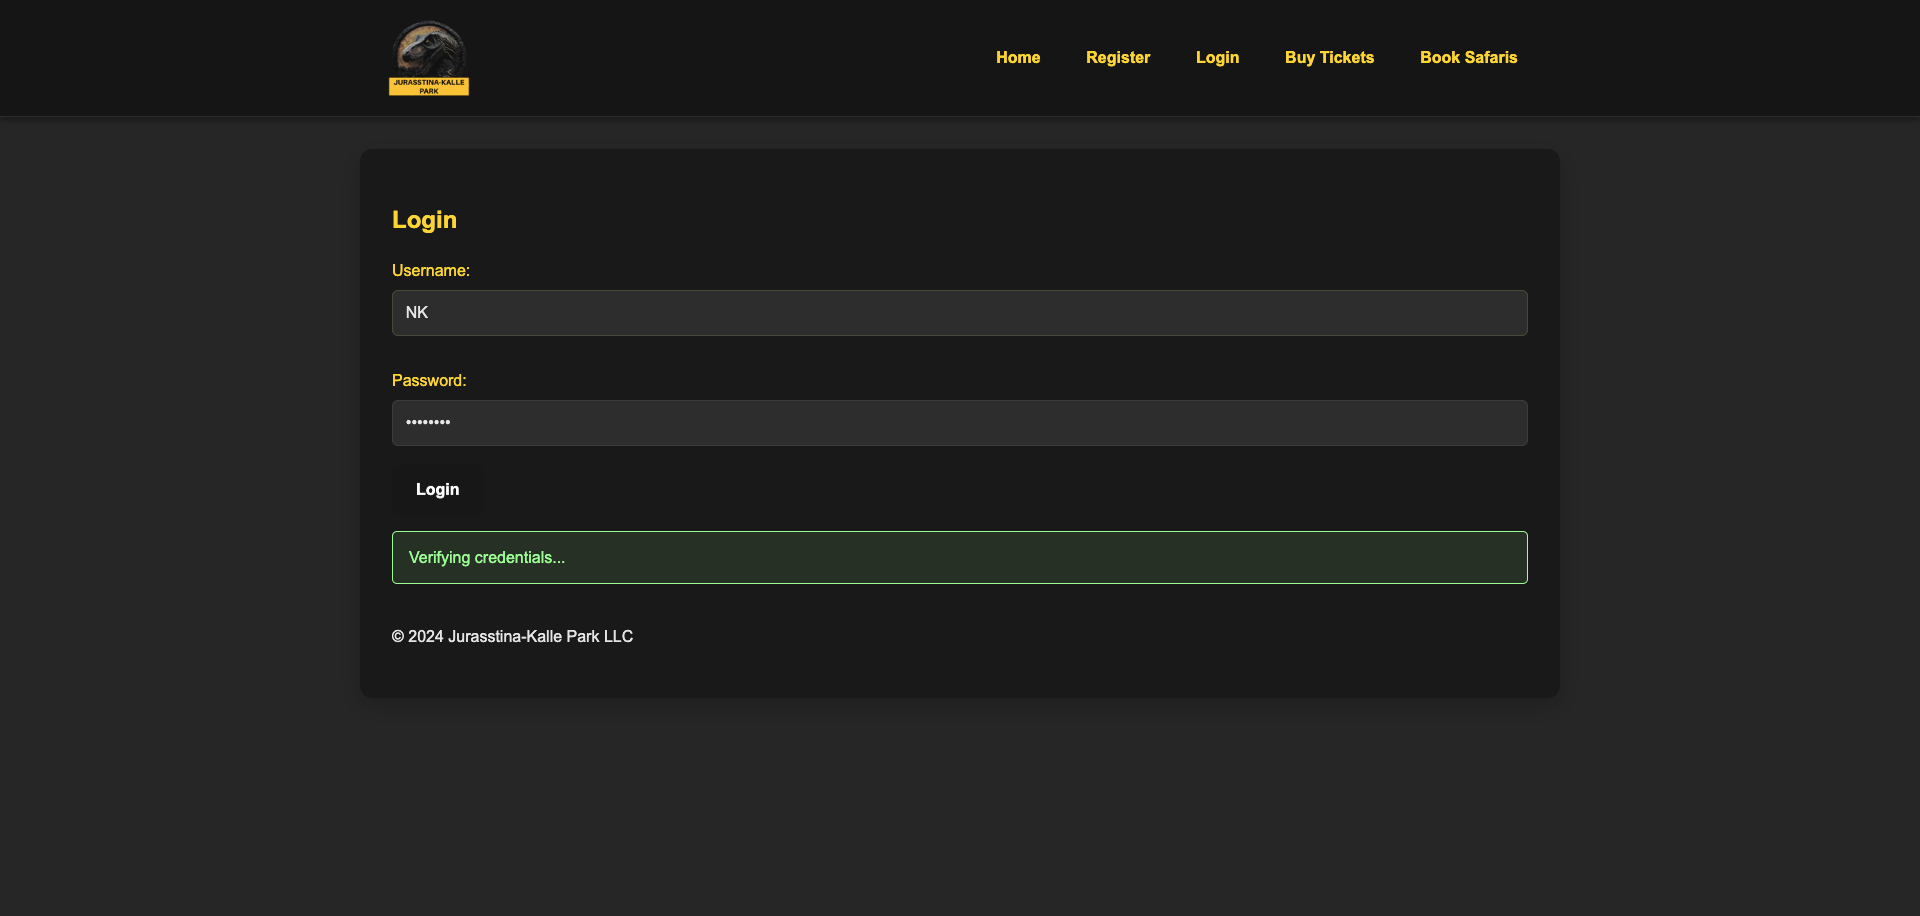 JURASSTINA-KALLE
PARK
Home
Register
Login
Buy Tickets
Book Safaris
Login
Username:
NK
Password:
••••••••
Login
Verifying credentials...
© 2024 Jurasstina-Kalle Park LLC